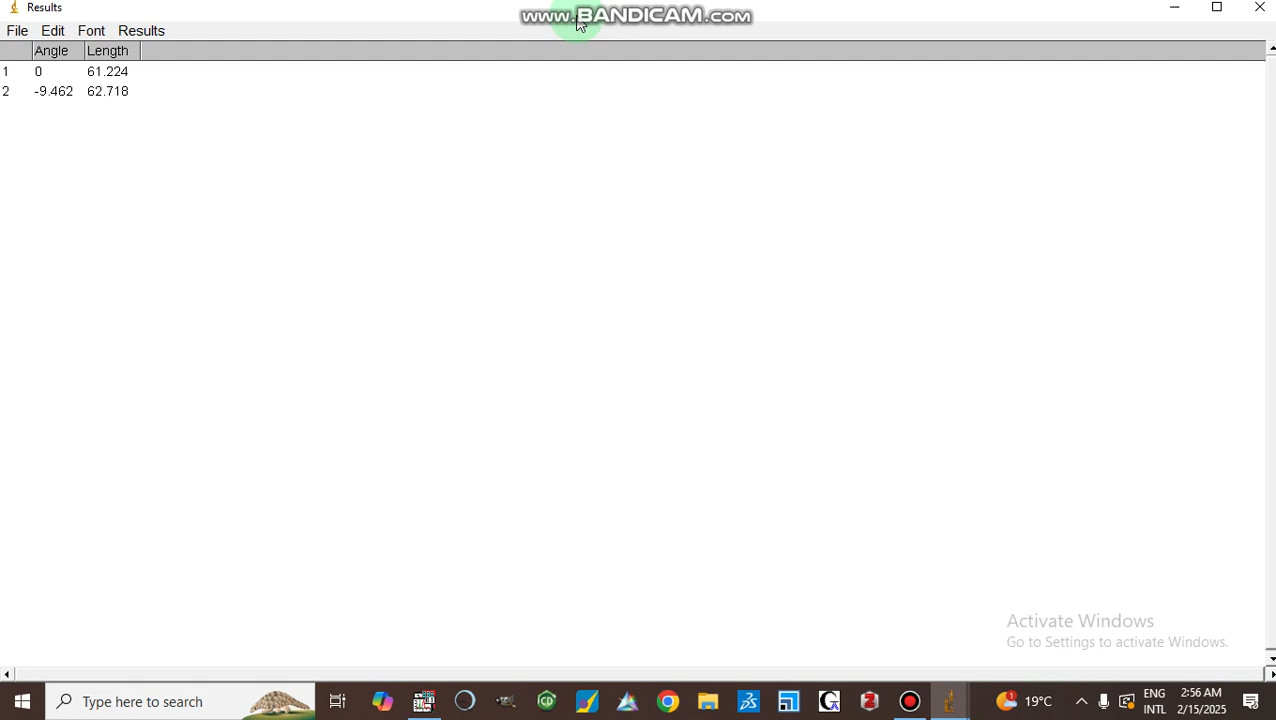 Results
www.BANDICAM.com
File Edit Font Results
Angle Length
1 0 61.224
2 -9.462 62.718
Activate Windows
Go to Settings to activate Windows.
Type here to search
CD
1
19°C
ENG
INTL
2:56 AM
2/15/2025